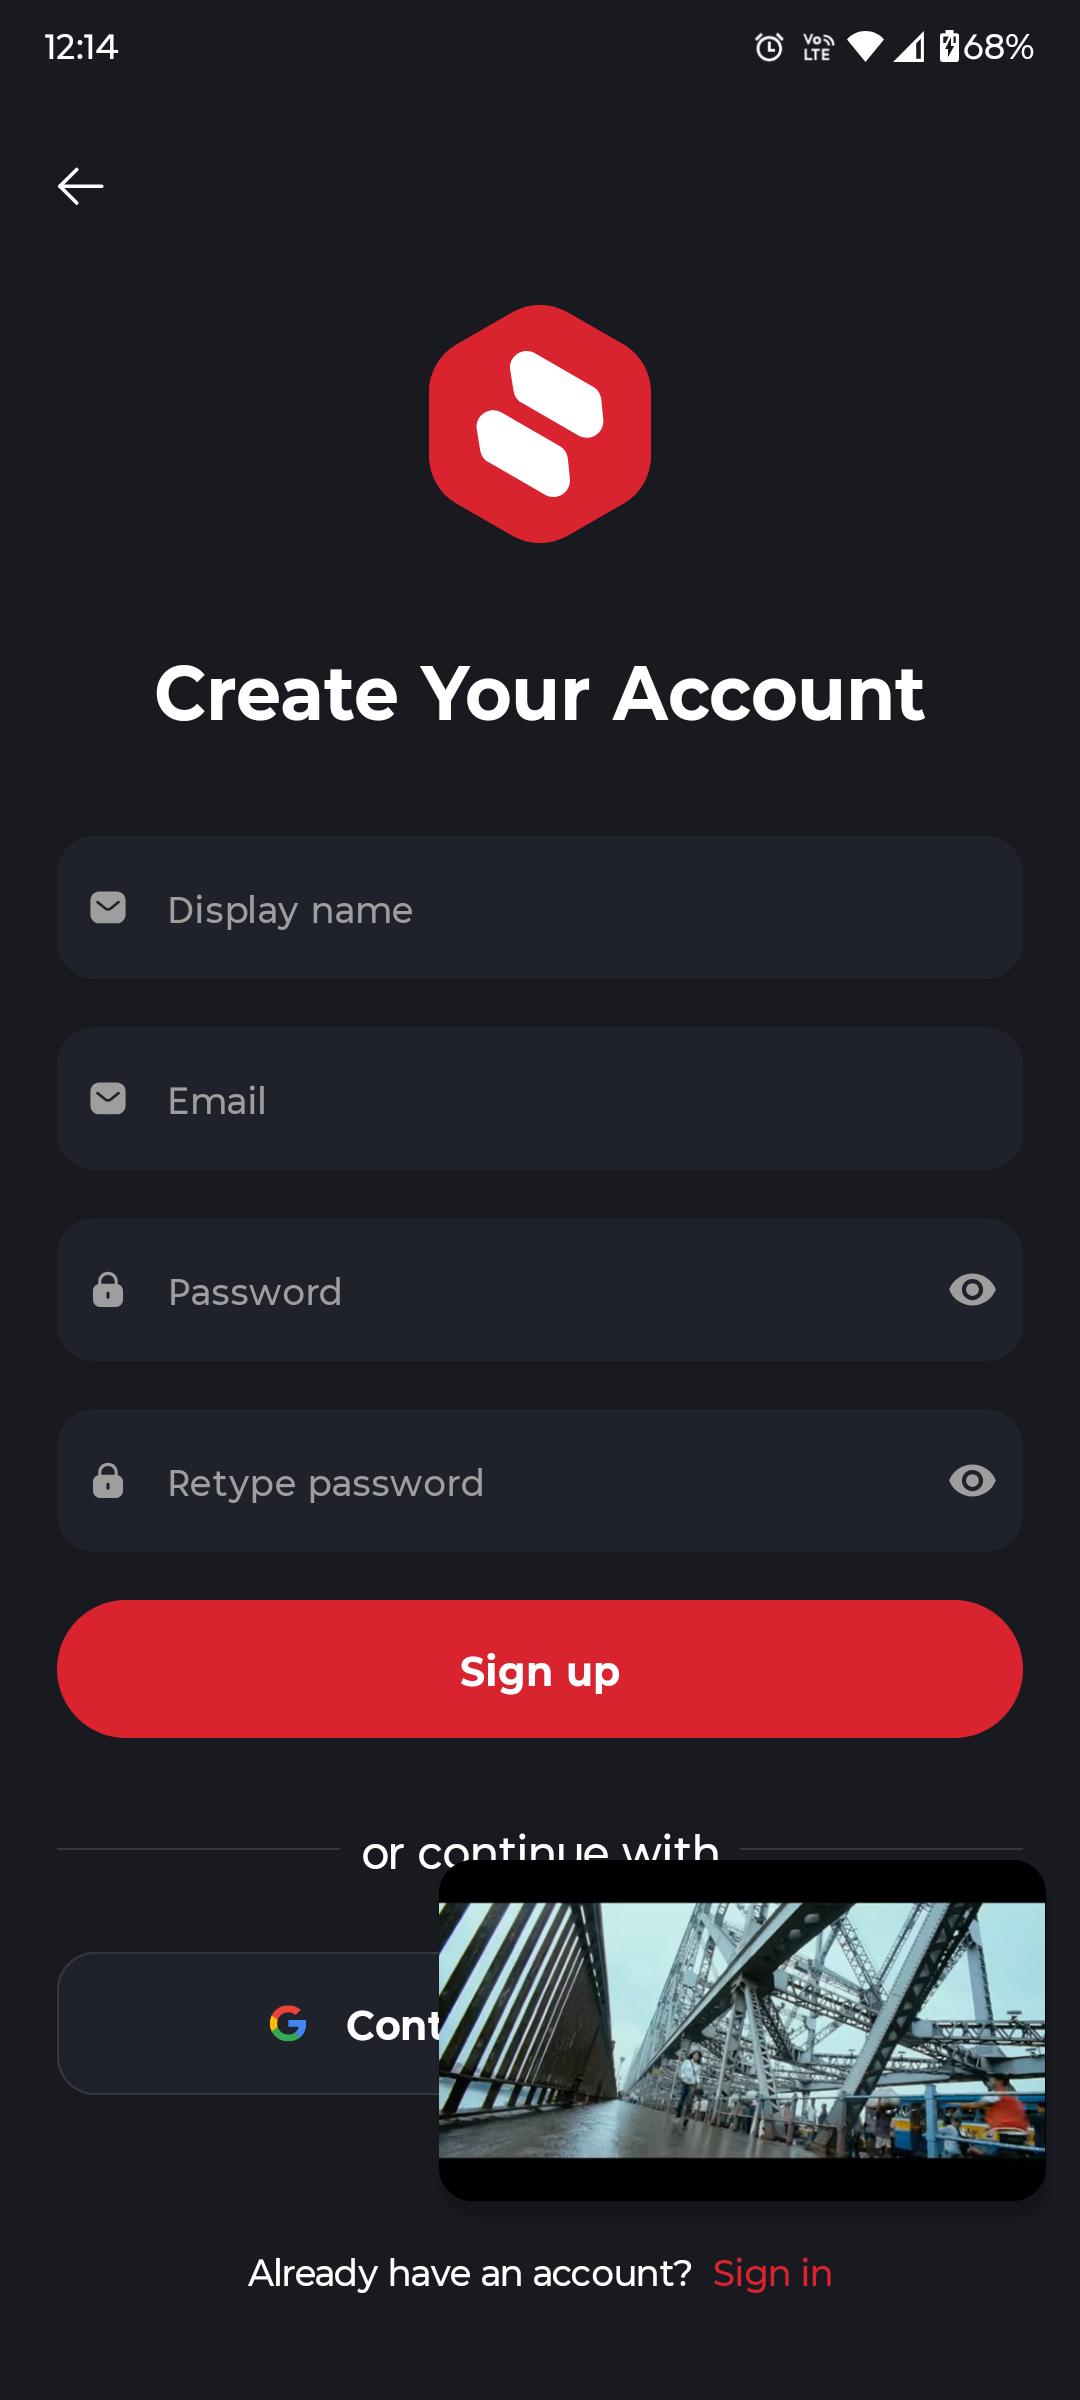 12:14
Vo LTE 68%
Create Your Account
Display name
Email
Password
Retype password
Sign up
or continue with
Cont
Already have an account? Sign in